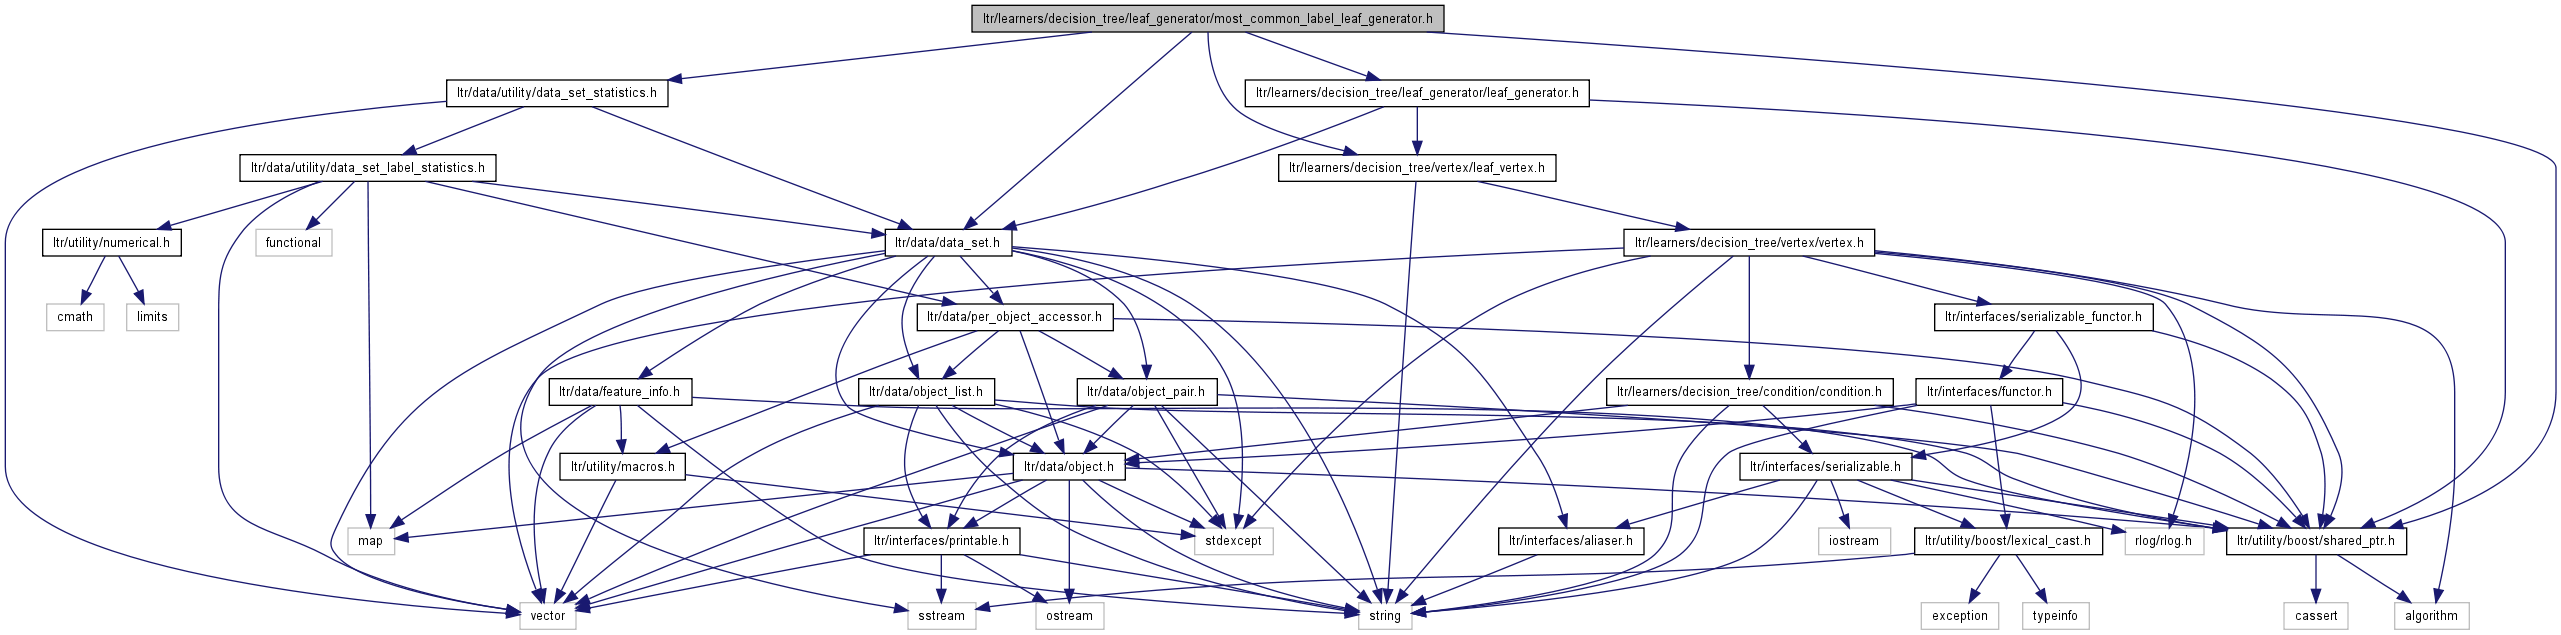 ltr/learners/decision_tree/leaf_generator/most_common_label_leaf_generator.h
ltr/data/utility/data_set_statistics.h
ltr/learners/decision_tree/leaf_generator/leaf_generator.h
ltr/data/utility/data_set_label_statistics.h
ltr/learners/decision_tree/vertex/leaf_vertex.h
ltr/utility/numerical.h
functional
ltr/data/data_set.h
ltr/learners/decision_tree/vertex/vertex.h
cmath
limits
ltr/data/per_object_accessor.h
ltr/interfaces/serializable_functor.h
ltr/data/feature_info.h
ltr/data/object_list.h
ltr/data/object_pair.h
ltr/learners/decision_tree/condition/condition.h
ltr/interfaces/functor.h
ltr/utility/macros.h
ltr/data/object.h
ltr/interfaces/serializable.h
map
ltr/interfaces/printable.h
stdexcept
ltr/interfaces/aliaser.h
iostream
ltr/utility/boost/lexical_cast.h
rlog/rlog.h
ltr/utility/boost/shared_ptr.h
vector
sstream
ostream
string
exception
typeinfo
cassert
algorithm